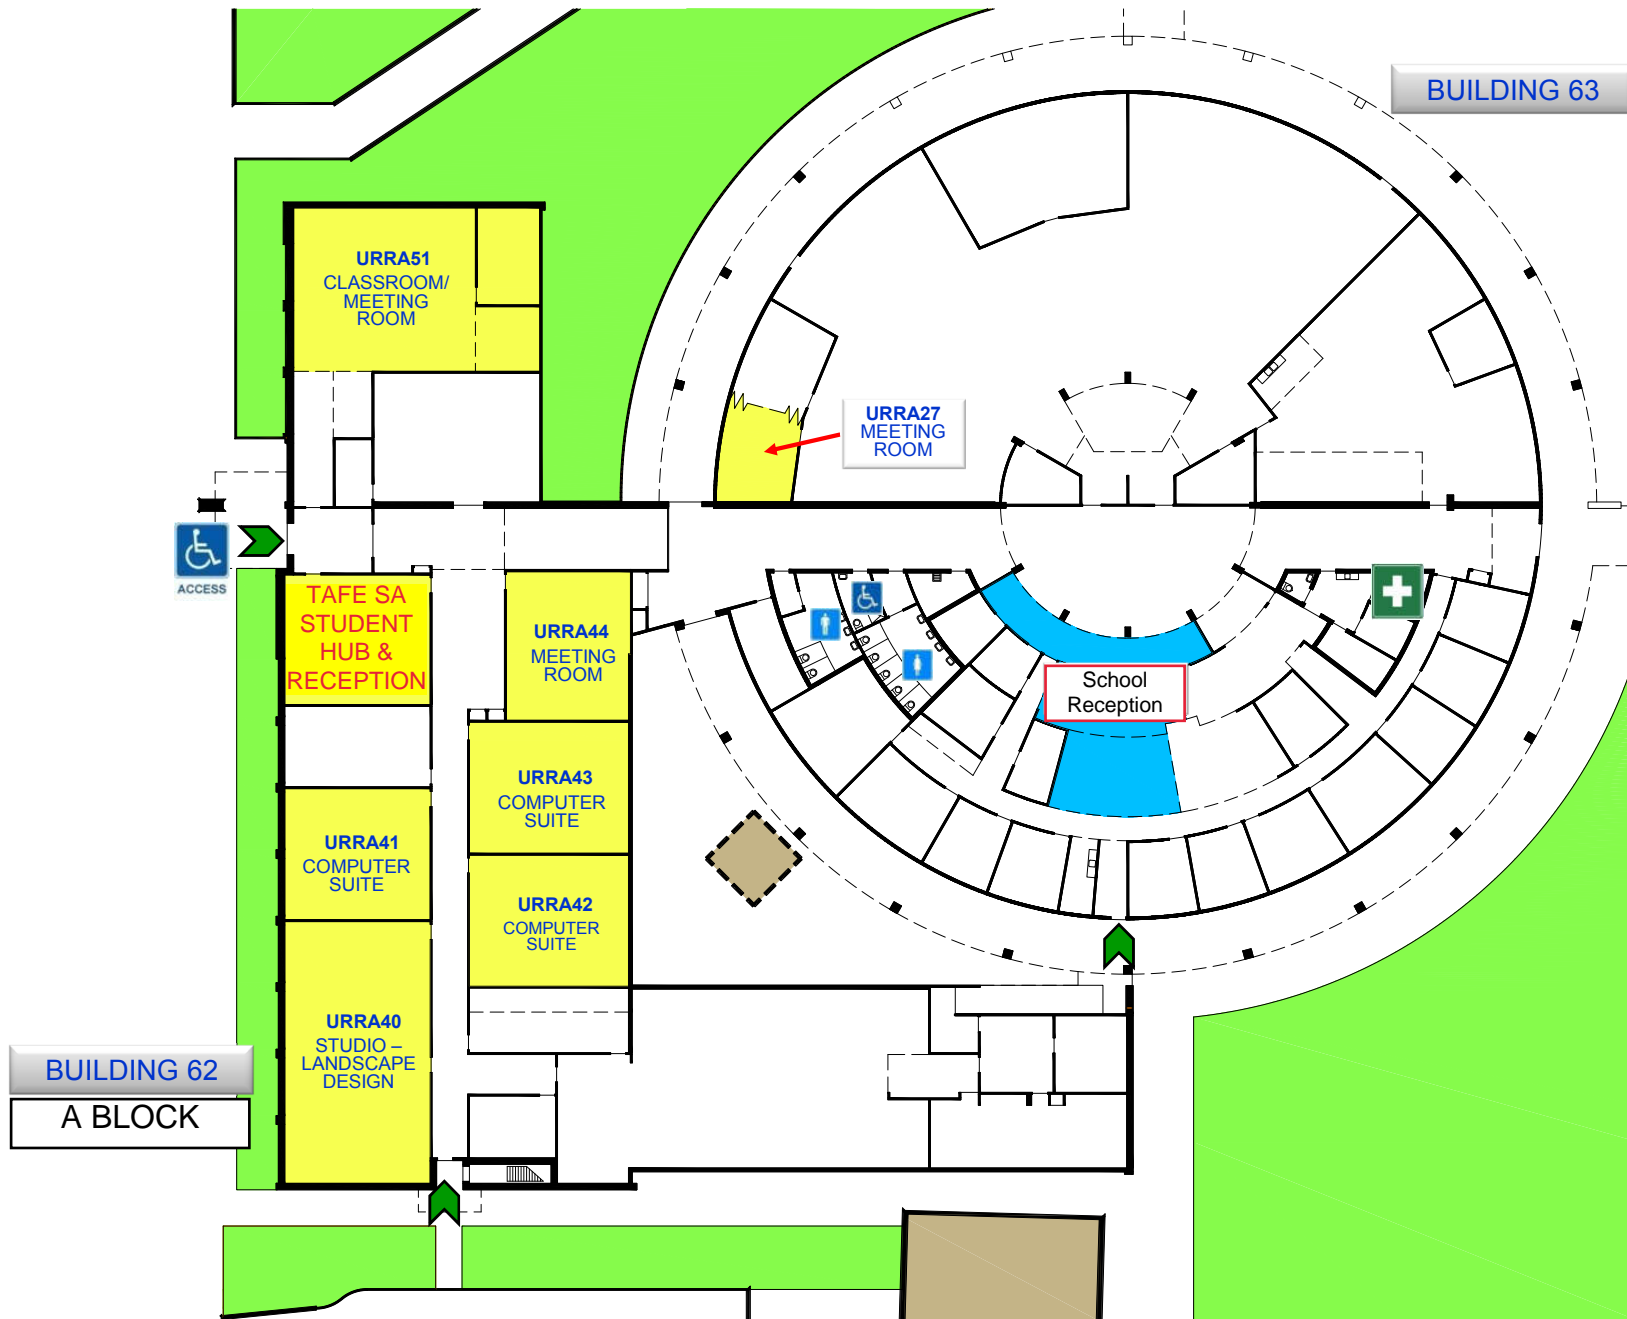 BUILDING 63
URRA51
CLASSROOM/
MEETING
ROOM
URRA27
MEETING
ROOM
ACCESS
TAFE SA
STUDENT
HUB &
RECEPTION
URRA44
MEETING
ROOM
School
Reception
URRA43
COMPUTER
SUITE
URRA41
COMPUTER
SUITE
URRA42
COMPUTER
SUITE
URRA40
STUDIO –
LANDSCAPE
DESIGN
BUILDING 62
A BLOCK